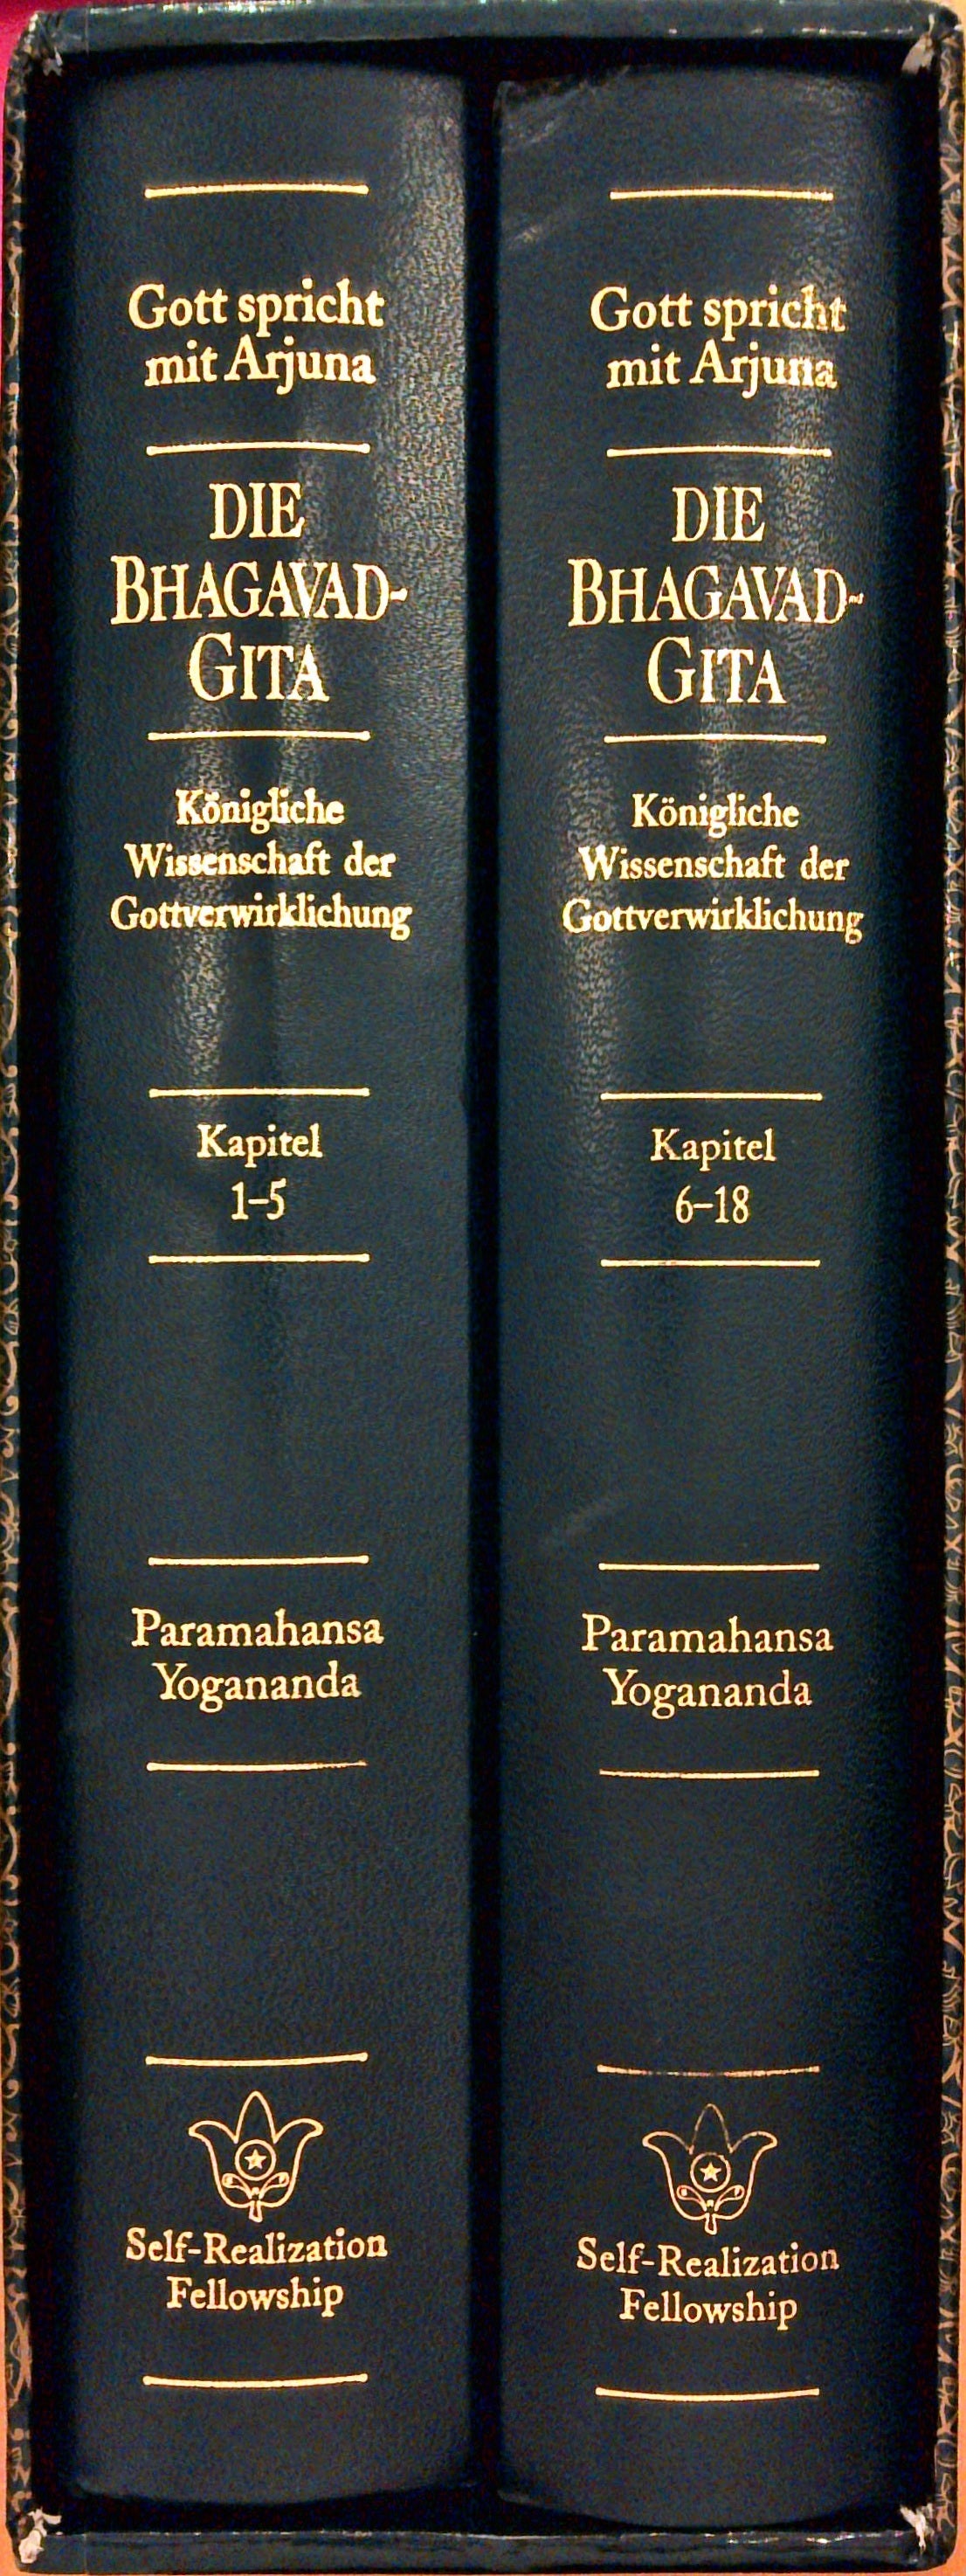 Gott spricht
mit Arjuna
DIE
BHAGAVAD-
GITA
Königliche
Wissenschaft der
Gottverwirklichung
Kapitel
1–5
Paramahansa
Yogananda
Self-Realization
Fellowship
Gott spricht
mit Arjuna
DIE
BHAGAVAD-
GITA
Königliche
Wissenschaft der
Gottverwirklichung
Kapitel
6–18
Paramahansa
Yogananda
Self-Realization
Fellowship